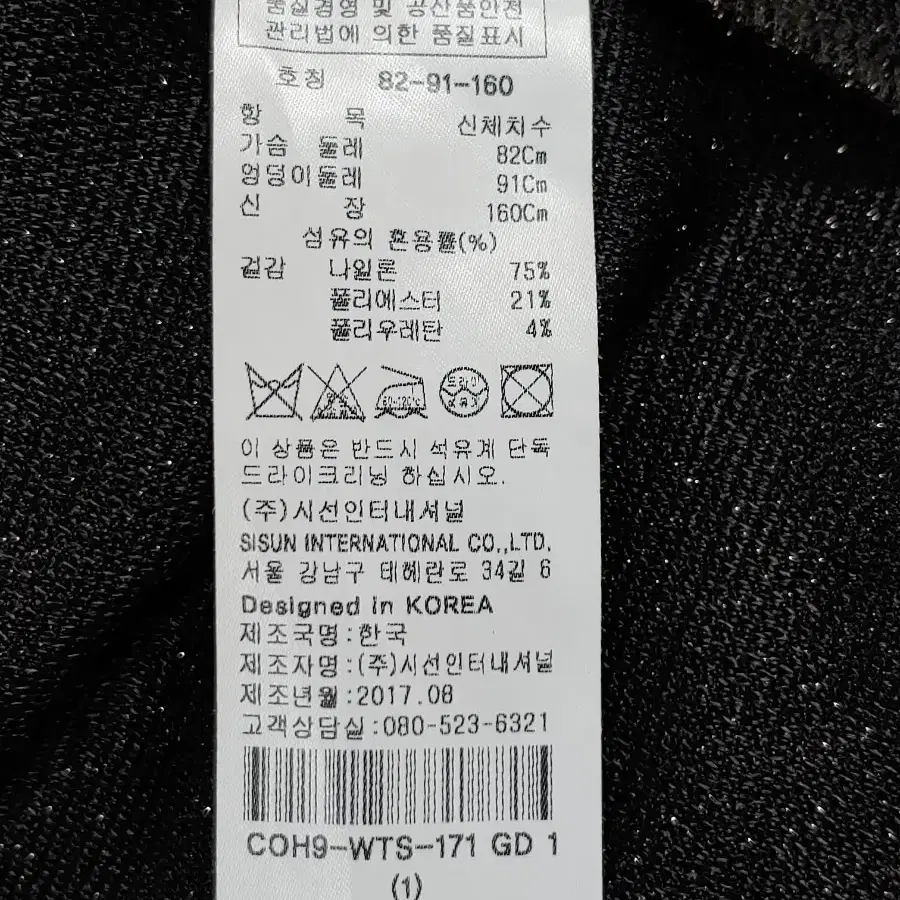 품질경영 및 공산품안전
관리법에 의한 품질표시
호칭 82-91-160
항 목 신체치수
가슴 둘레 82Cm
엉덩이둘레 91Cm
신 장 160Cm
섬유의 혼용률(%)
겉감 나일론 75%
폴리에스터 21%
폴리우레탄 4%
60-120℃ 드라이
석유계
이 상품은 반드시 석유계 단독
드라이크리닝 하십시오.
(주)시선인터내셔널
SISUN INTERNATIONAL CO.,LTD.
서울 강남구 테헤란로 34길 6
Designed in KOREA
제조국명:한국
제조자명:(주)시선인터내셔널
제조년월:2017.08
고객상담실:080-523-6321
COH9-WTS-171 GD 1
(1)